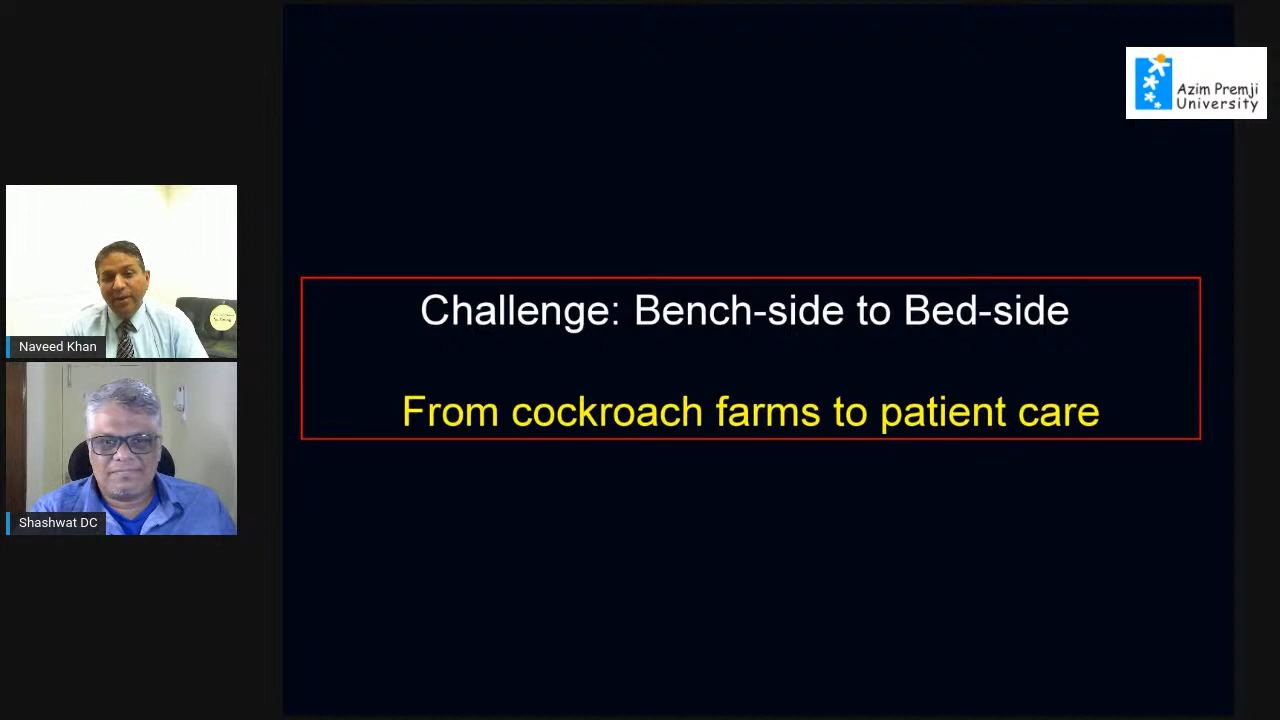 Azim Premji
University
Naveed Khan
Shashwat DC
Challenge: Bench-side to Bed-side
From cockroach farms to patient care